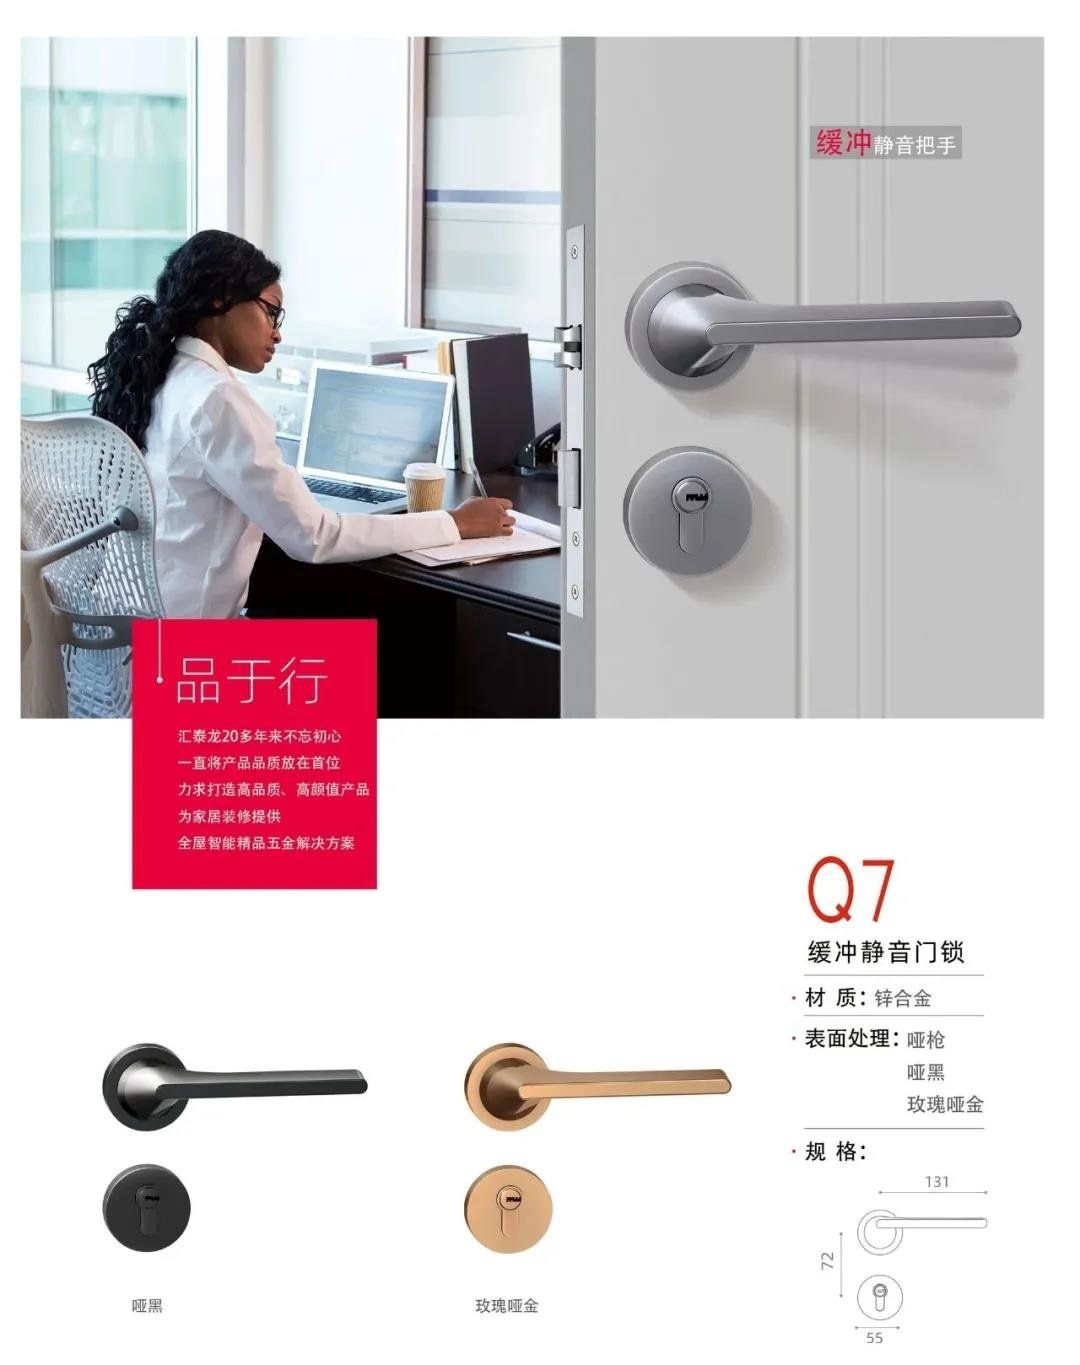 缓冲静音把手
品于行
汇泰龙20多年来不忘初心
一直将产品品质放在首位
力求打造高品质、高颜值产品
为家居装修提供
全屋智能精品五金解决方案
Q7
缓冲静音门锁
· 材 质：锌合金
· 表面处理：哑枪
哑黑
玫瑰哑金
· 规 格：
131
72
55
哑黑
玫瑰哑金